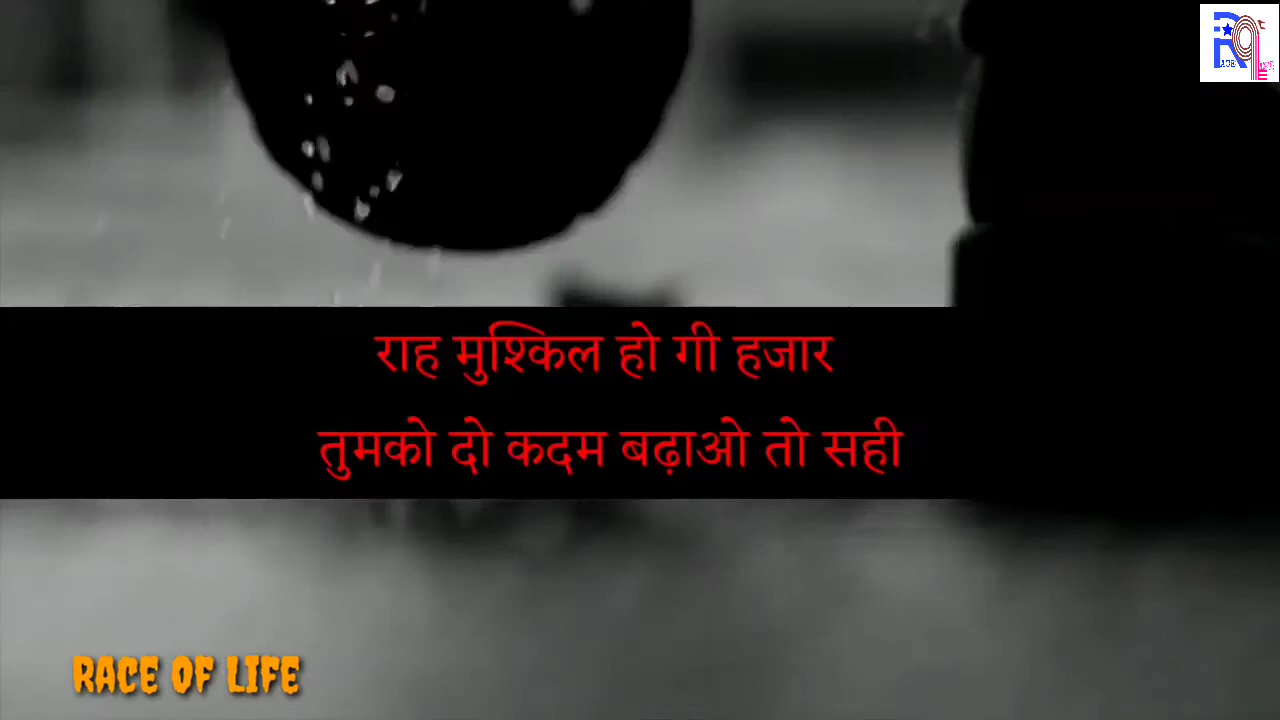 राह मुश्किल हो गी हजार
तुमको दो कदम बढ़ाओ तो सही
RACE OF LIFE